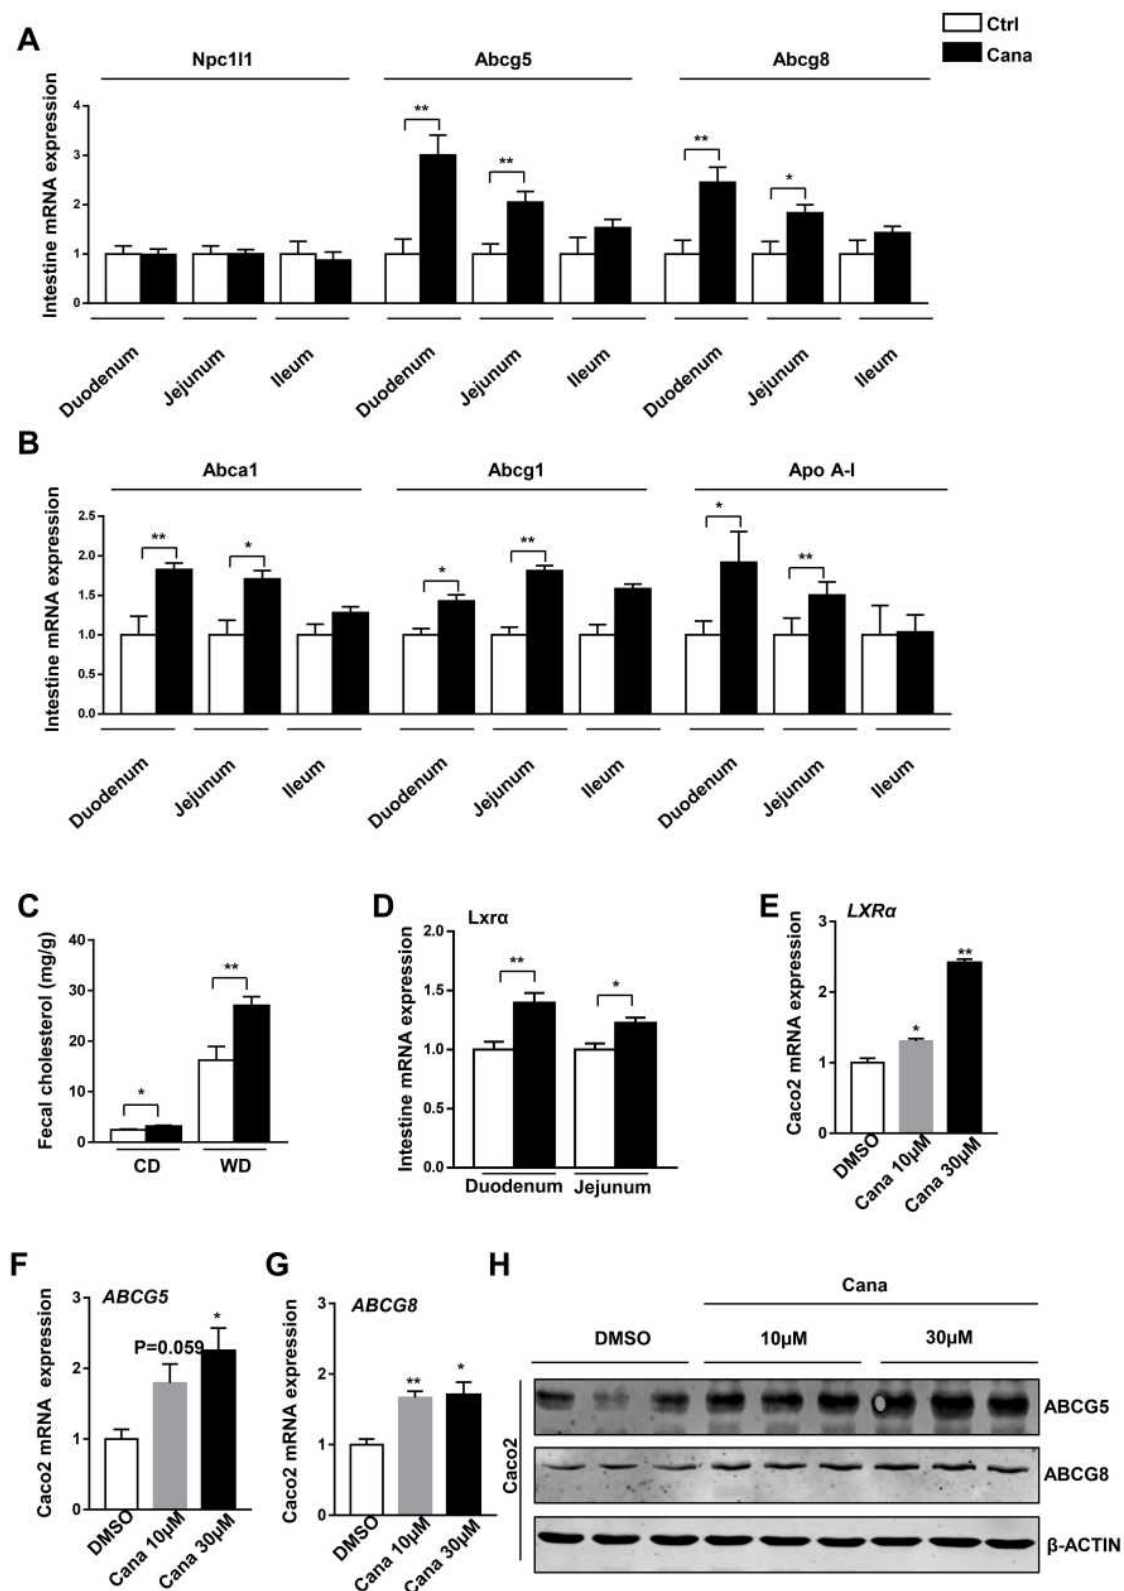 Ctrl
Cana
A
Npc1l1 Abcg5 Abcg8
Intestine mRNA expression
4
3
2
1
0
** ** ** *
Duodenum Jejunum Ileum Duodenum Jejunum Ileum Duodenum Jejunum Ileum
B
Abca1 Abcg1 Apo A-I
Intestine mRNA expression
2.5
2.0
1.5
1.0
0.5
0.0
** * * ** * **
Duodenum Jejunum Ileum Duodenum Jejunum Ileum Duodenum Jejunum Ileum
C
Fecal cholesterol (mg/g)
40
30
20
10
0
* **
CD WD
D
Lxrα
Intestine mRNA expression
2.0
1.5
1.0
0.5
0.0
** *
Duodenum Jejunum
E
LXRα
Caco2 mRNA expression
3
2
1
0
* **
DMSO Cana 10μM Cana 30μM
F
ABCG5
Caco2 mRNA expression
3
2
1
0
P=0.059 *
DMSO Cana 10μM Cana 30μM
G
ABCG8
Caco2 mRNA expression
3
2
1
0
** *
DMSO Cana 10μM Cana 30μM
H
Cana
DMSO 10μM 30μM
Caco2
ABCG5
ABCG8
β-ACTIN